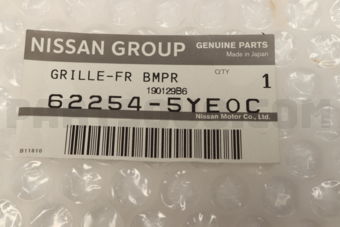 NISSAN GROUP GENUINE PARTS
Made in Japan
GRILLE-FR BMPR Q'TY 1
190129B6
62254-5YE0C
Nissan Motor Co., Ltd.
B11810